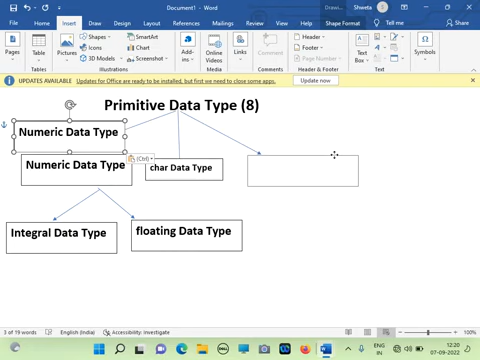 Document1 - Word
Drawi...
Shweta
File Home Insert Draw Design Layout References Mailings Review View Help Shape Format Tell me Share
Pages
Table
Tables
Pictures
Shapes
Icons
3D Models
SmartArt
Chart
Screenshot
Illustrations
Add-ins
Online Videos
Media
Links
Comment
Comments
Header
Footer
Page Number
Header & Footer
Text Box
Text
Symbols
UPDATES AVAILABLE Updates for Office are ready to be installed, but first we need to close some apps. Update now
Primitive Data Type (8)
Numeric Data Type
(Ctrl)
Numeric Data Type
char Data Type
Integral Data Type
floating Data Type
3 of 19 words English (India) Accessibility: Investigate 100%
DELL
ENG
IN
12:20
07-09-2022